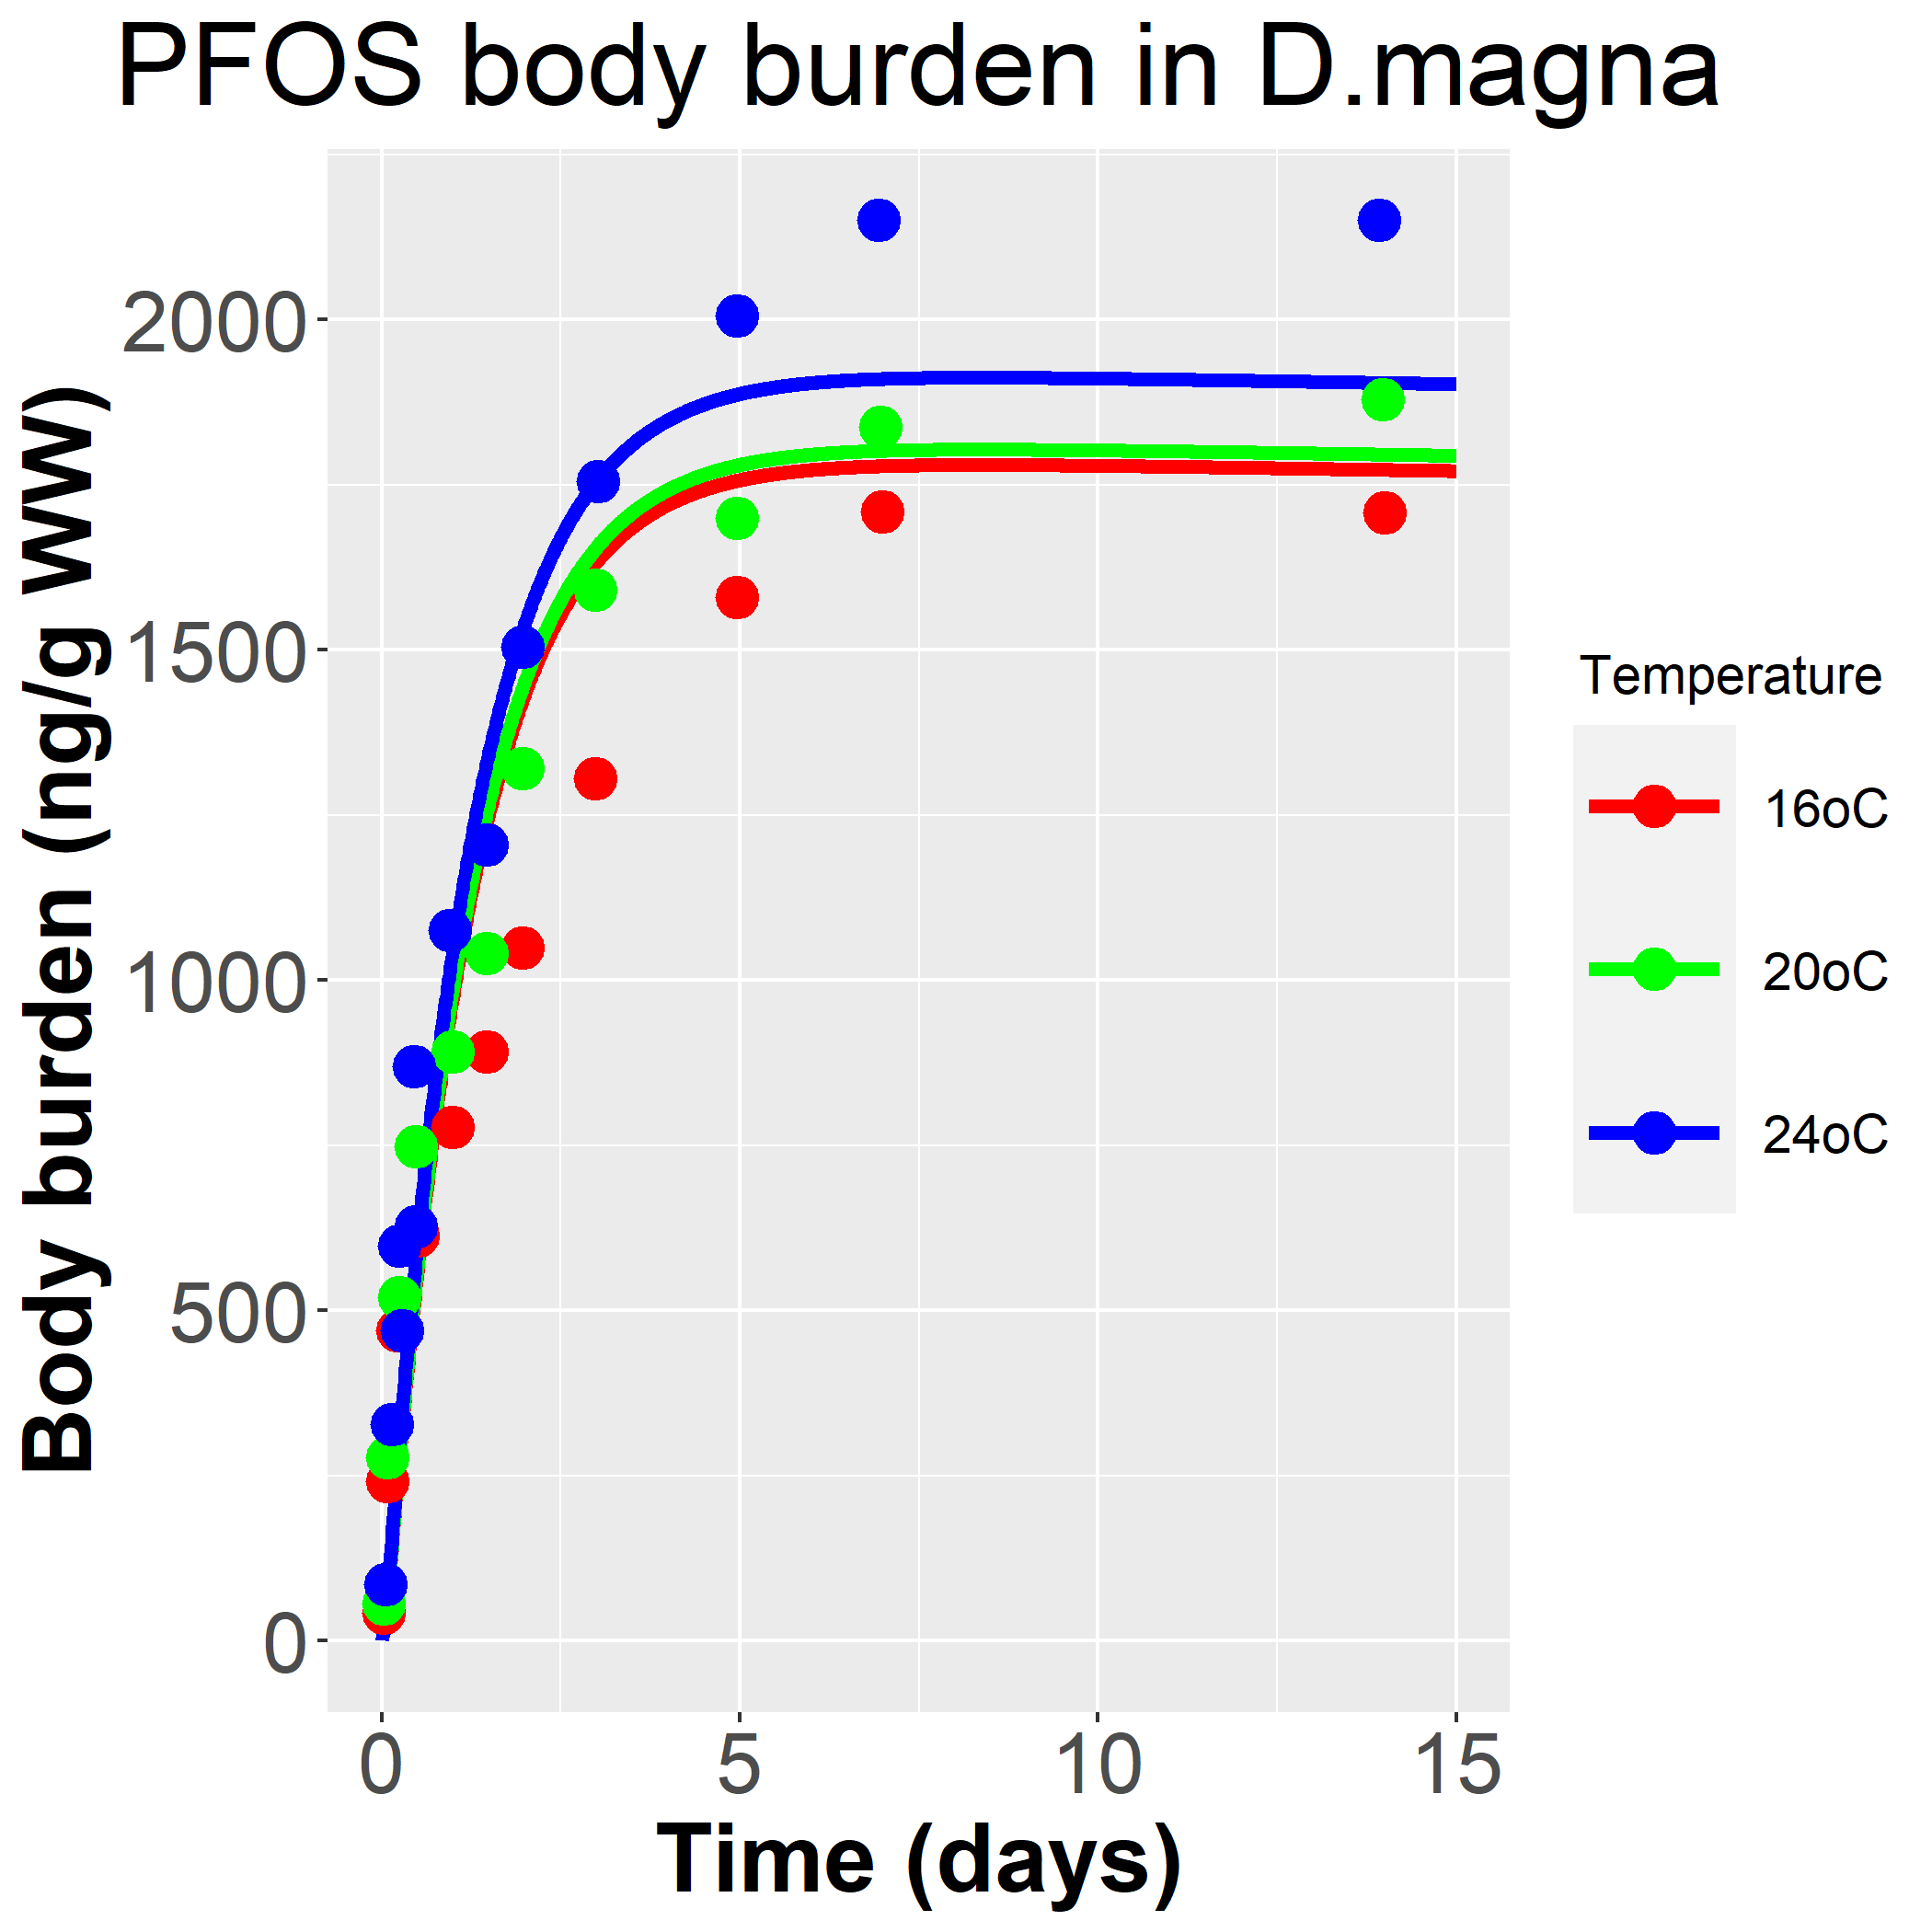 PFOS body burden in D.magna
Body burden (ng/g WW)
2000
1500
1000
500
0
0 5 10 15
Time (days)
Temperature
16oC
20oC
24oC